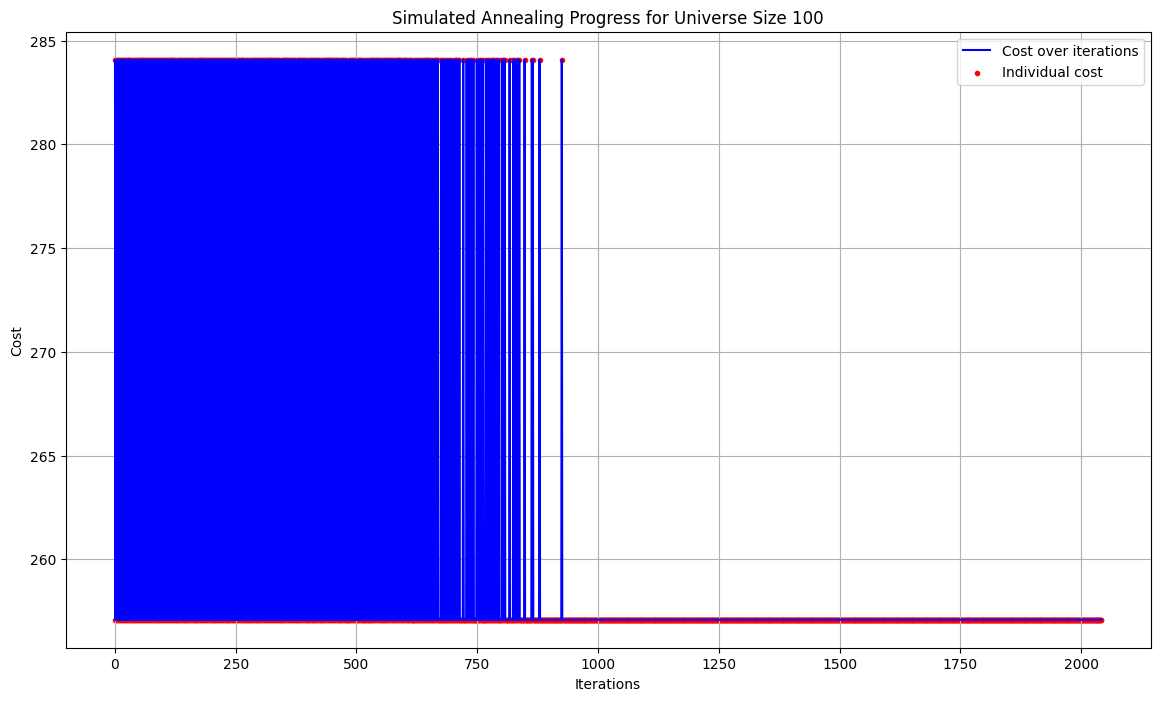 Simulated Annealing Progress for Universe Size 100
285
280
275
270
265
260
Cost
Cost over iterations
Individual cost
0 250 500 750 1000 1250 1500 1750 2000
Iterations